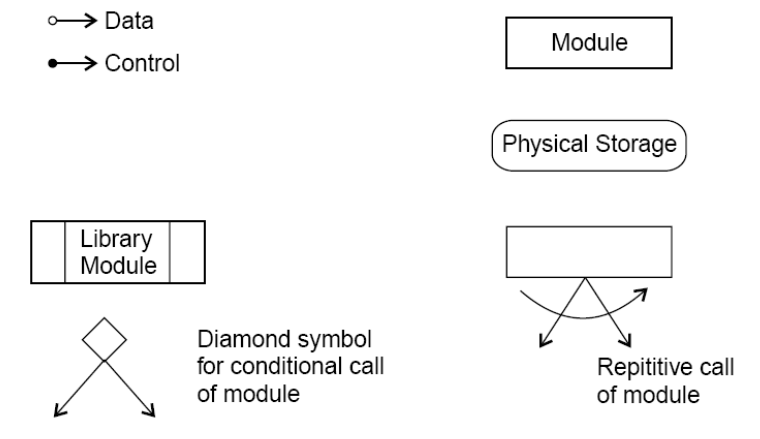 Data
Control
Module
Physical Storage
Library
Module
Diamond symbol
for conditional call
of module
Repititive call
of module